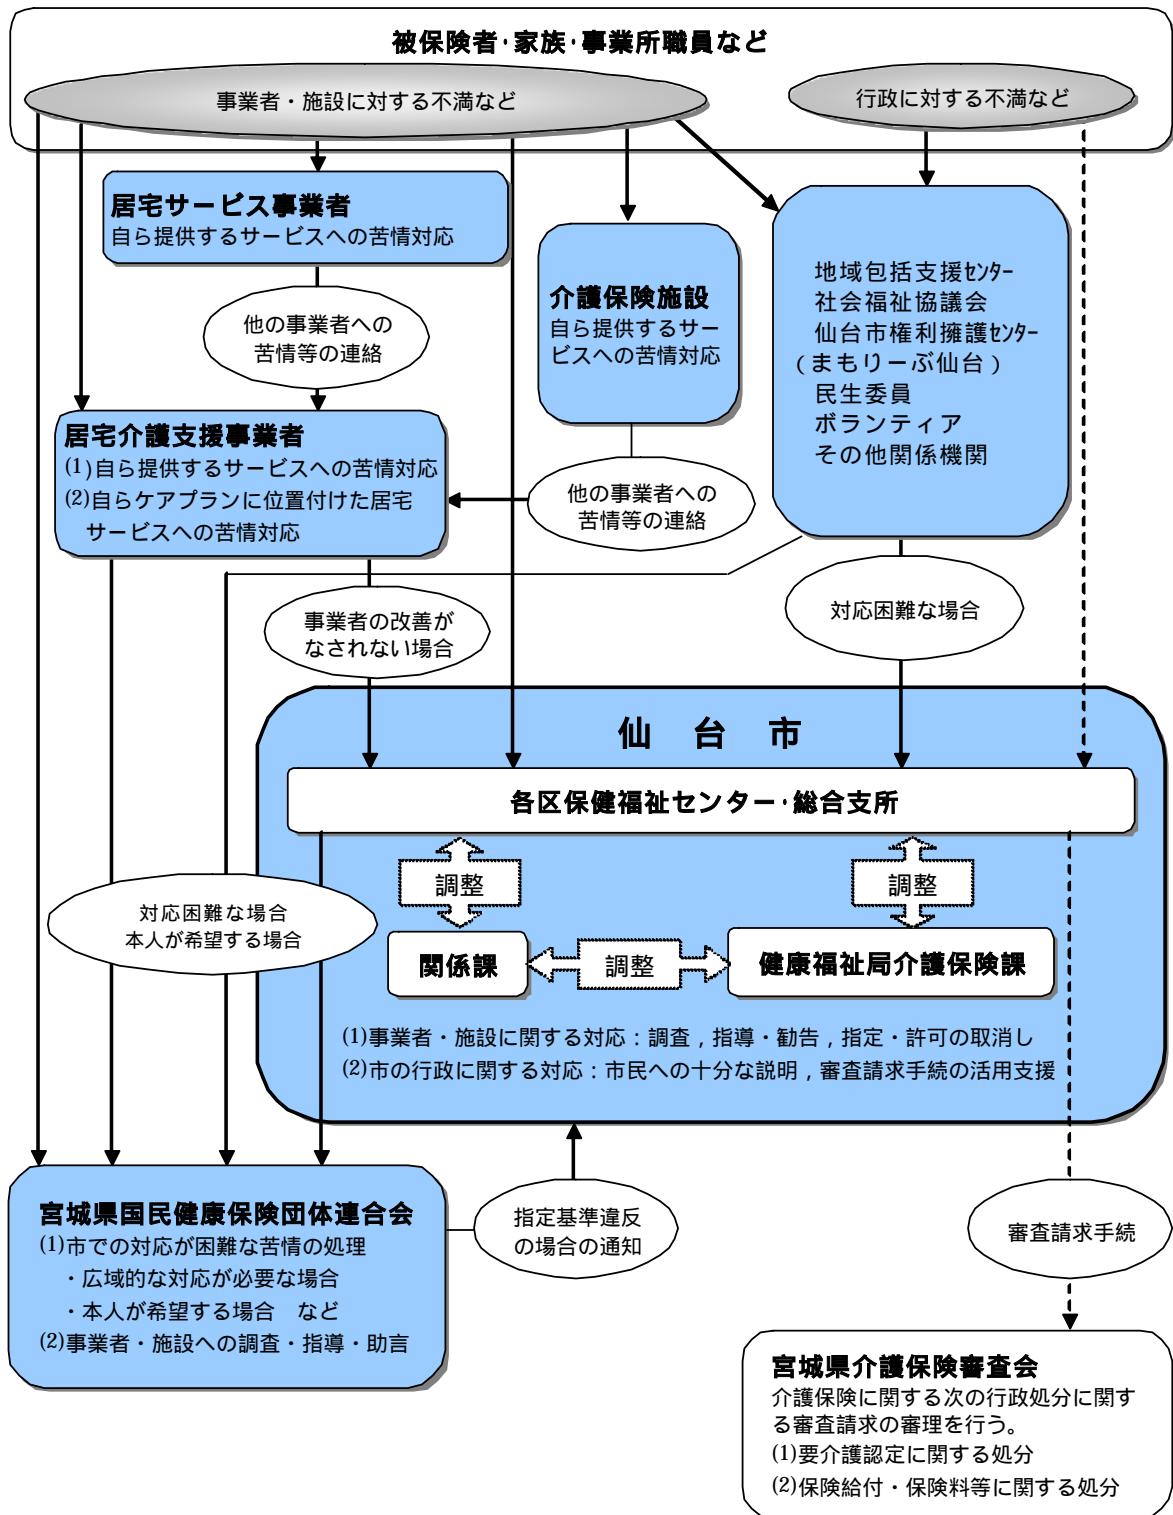 被保険者・家族・事業所職員など
事業者・施設に対する不満など
行政に対する不満など
居宅サービス事業者
自ら提供するサービスへの苦情対応
他の事業者への
苦情等の連絡
介護保険施設
自ら提供するサー
ビスへの苦情対応
地域包括支援センター
社会福祉協議会
仙台市権利擁護センター
(まもりーぶ仙台)
民生委員
ボランティア
その他関係機関
居宅介護支援事業者
(1)自ら提供するサービスへの苦情対応
(2)自らケアプランに位置付けた居宅
サービスへの苦情対応
他の事業者への
苦情等の連絡
事業者の改善が
なされない場合
対応困難な場合
仙 台 市
各区保健福祉センター・総合支所
調整
調整
対応困難な場合
本人が希望する場合
関係課
調整
健康福祉局介護保険課
(1)事業者・施設に関する対応：調査，指導・勧告，指定・許可の取消し
(2)市の行政に関する対応：市民への十分な説明，審査請求手続の活用支援
宮城県国民健康保険団体連合会
(1)市での対応が困難な苦情の処理
・広域的な対応が必要な場合
・本人が希望する場合　など
(2)事業者・施設への調査・指導・助言
指定基準違反
の場合の通知
審査請求手続
宮城県介護保険審査会
介護保険に関する次の行政処分に関す
る審査請求の審理を行う。
(1)要介護認定に関する処分
(2)保険給付・保険料等に関する処分